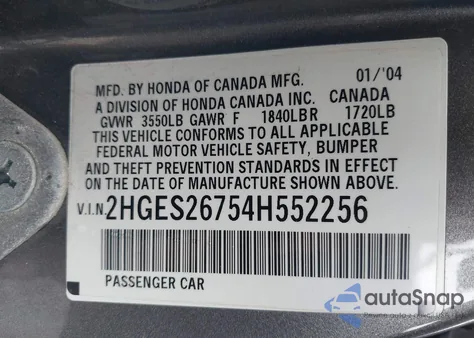 MFD. BY HONDA OF CANADA MFG. 01/'04
A DIVISION OF HONDA CANADA INC. CANADA
GVWR 3550LB GAWR F 1840LB R 1720LB
THIS VEHICLE CONFORMS TO ALL APPLICABLE
FEDERAL MOTOR VEHICLE SAFETY, BUMPER
AND THEFT PREVENTION STANDARDS IN EFFECT
ON THE DATE OF MANUFACTURE SHOWN ABOVE.
V.I.N. 2HGES26754H552256
PASSENGER CAR
autoSnap